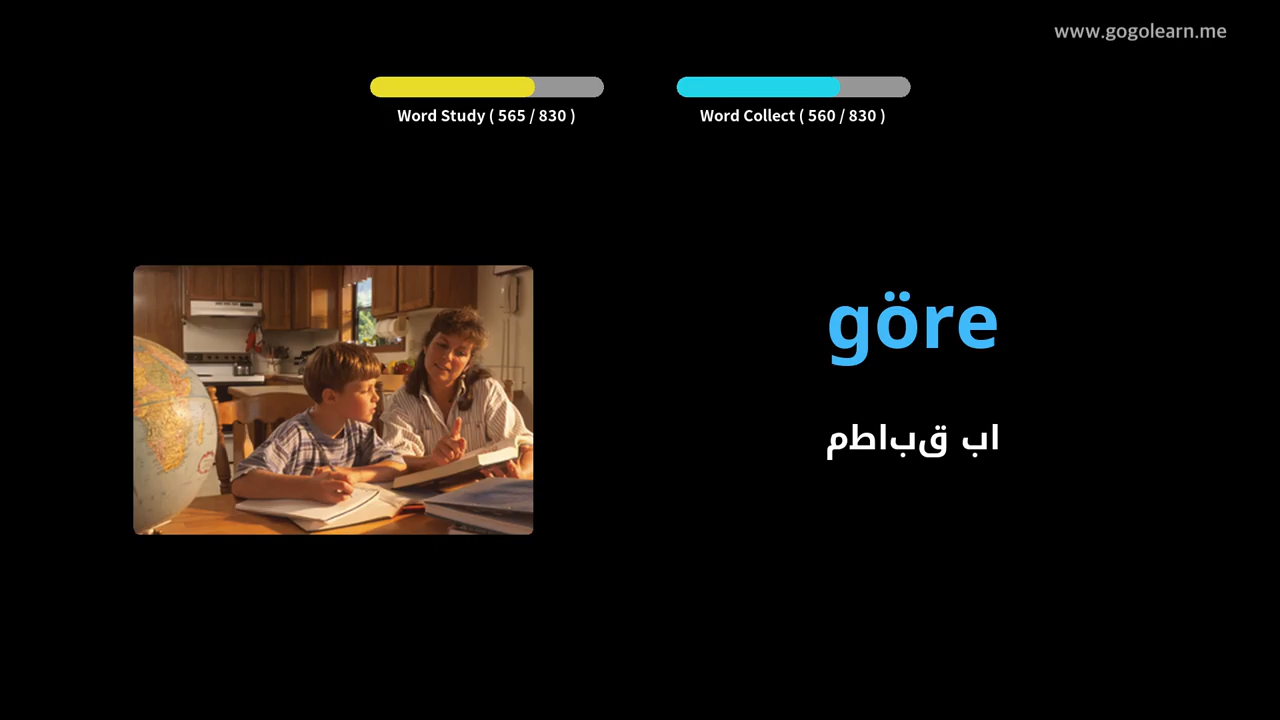 www.gogolearn.me
Word Study ( 565 / 830 )
Word Collect ( 560 / 830 )
göre
اب قباطم